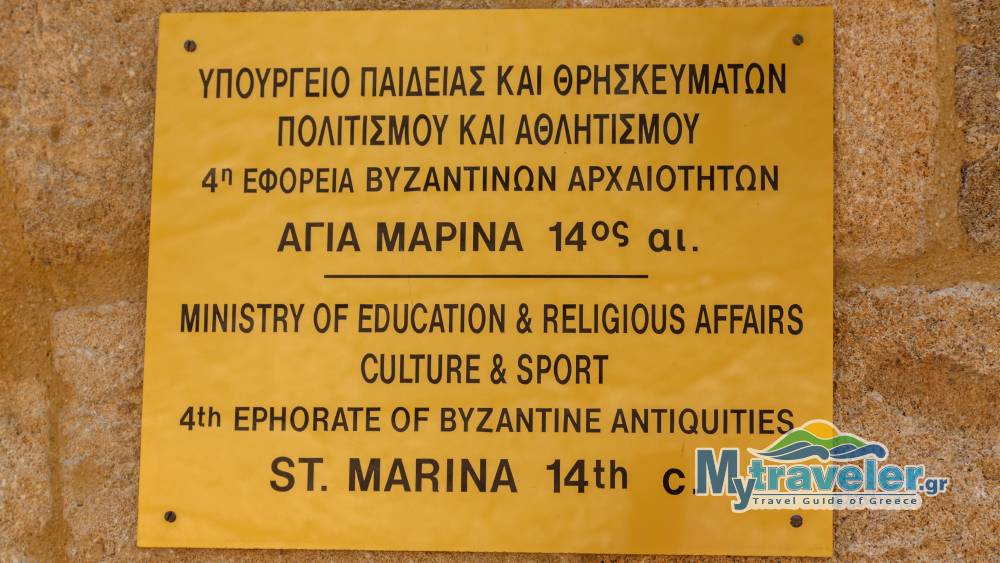 ΥΠΟΥΡΓΕΙΟ ΠΑΙΔΕΙΑΣ ΚΑΙ ΘΡΗΣΚΕΥΜΑΤΩΝ
ΠΟΛΙΤΙΣΜΟΥ ΚΑΙ ΑΘΛΗΤΙΣΜΟΥ
4η ΕΦΟΡΕΙΑ ΒΥΖΑΝΤΙΝΩΝ ΑΡΧΑΙΟΤΗΤΩΝ
ΑΓΙΑ ΜΑΡΙΝΑ 14ος αι.
MINISTRY OF EDUCATION & RELIGIOUS AFFAIRS
CULTURE & SPORT
4th EPHORATE OF BYZANTINE ANTIQUITIES
ST. MARINA 14th c.
Mytraveler.gr
Travel Guide of Greece